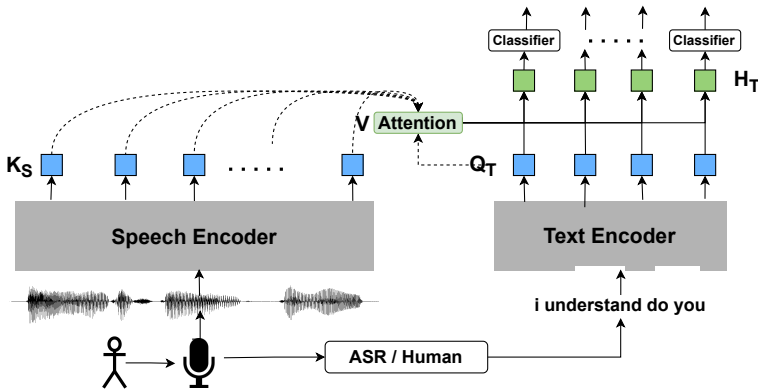 Classifier
. . . . .
Classifier
H_T
V
Attention
K_S
. . . . .
Q_T
Speech Encoder
Text Encoder
i understand do you
ASR / Human